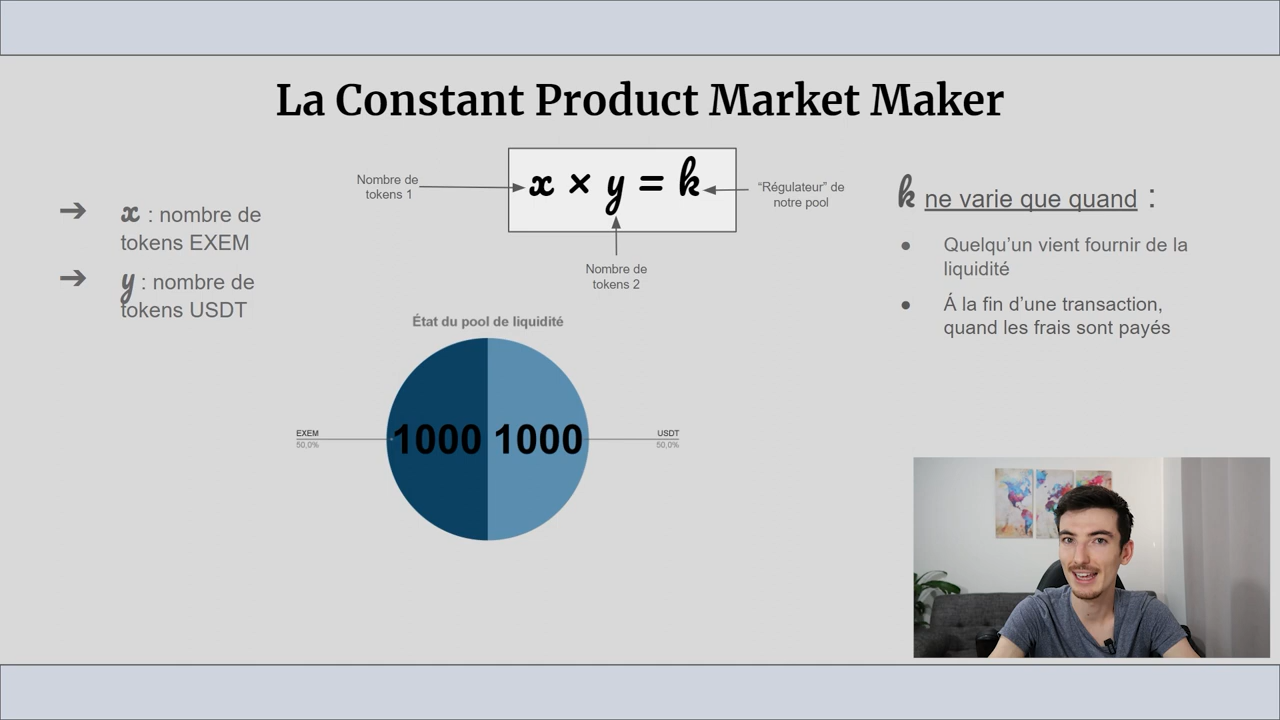 La Constant Product Market Maker
x × y = k
Nombre de
tokens 1
"Régulateur" de
notre pool
Nombre de
tokens 2
➔ x : nombre de
tokens EXEM
➔ y : nombre de
tokens USDT
k ne varie que quand :
● Quelqu'un vient fournir de la
liquidité
● Á la fin d'une transaction,
quand les frais sont payés
État du pool de liquidité
EXEM
50,0%
1000
1000
USDT
50,0%